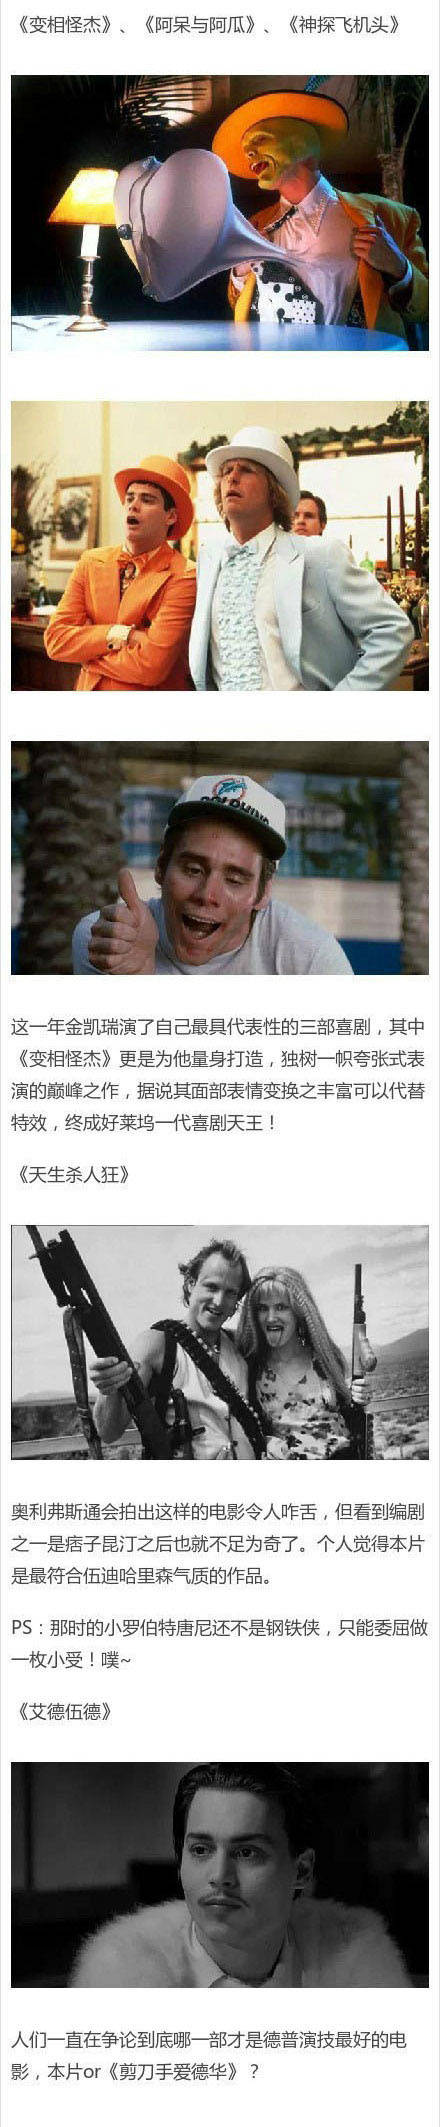 《变相怪杰》、《阿呆与阿瓜》、《神探飞机头》
DOLPHINS
这一年金凯瑞演了自己最具代表性的三部喜剧，其中
《变相怪杰》更是为他量身打造，独树一帜夸张式表
演的巅峰之作，据说其面部表情变换之丰富可以代替
特效，终成好莱坞一代喜剧天王！
《天生杀人狂》
奥利弗斯通会拍出这样的电影令人咋舌，但看到编剧
之一是痞子昆汀之后也就不足为奇了。个人觉得本片
是最符合伍迪哈里森气质的作品。
PS：那时的小罗伯特唐尼还不是钢铁侠，只能委屈做
一枚小受！噗~
《艾德伍德》
人们一直在争论到底哪一部才是德普演技最好的电
影，本片or《剪刀手爱德华》？